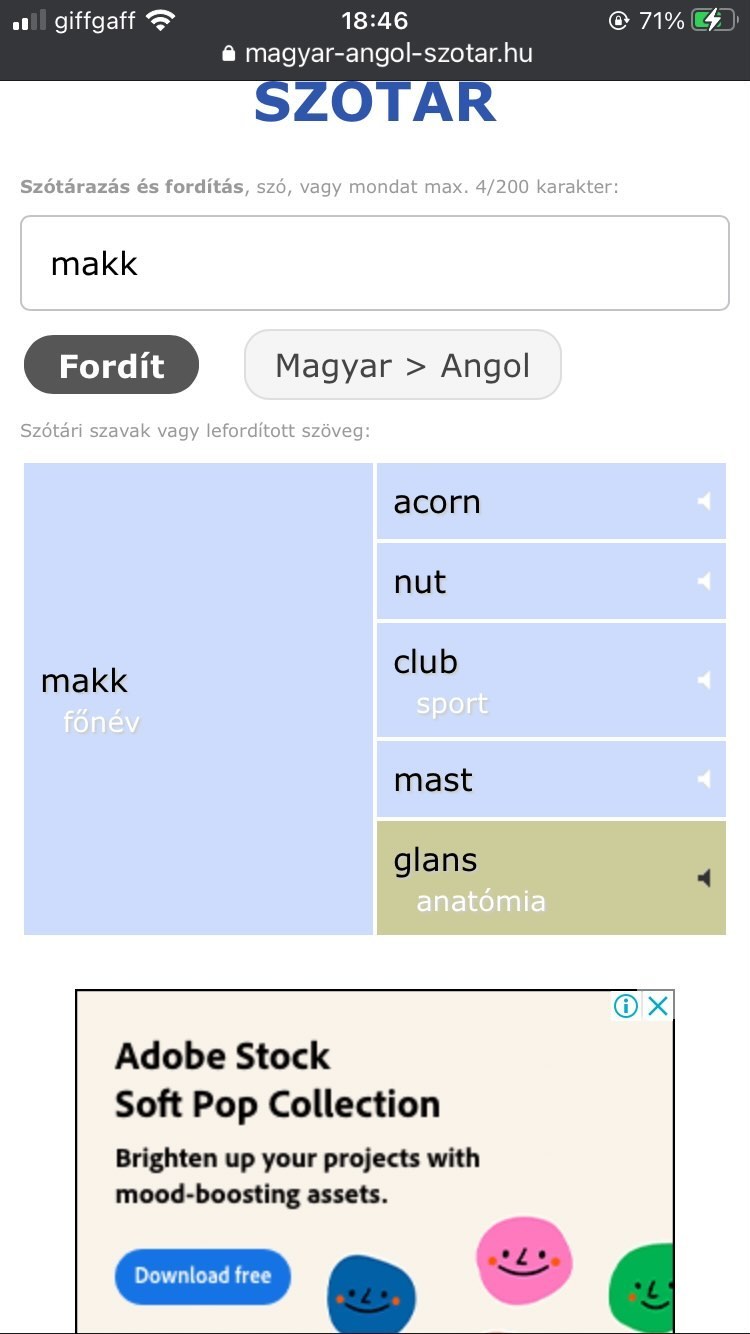 giffgaff 18:46 71%
magyar-angol-szotar.hu
SZÓTÁR
Szótárazás és fordítás, szó, vagy mondat max. 4/200 karakter:
makk
Fordít Magyar > Angol
Szótári szavak vagy lefordított szöveg:
makk
főnév
acorn
nut
club
sport
mast
glans
anatómia
Adobe Stock
Soft Pop Collection
Brighten up your projects with
mood-boosting assets.
Download free